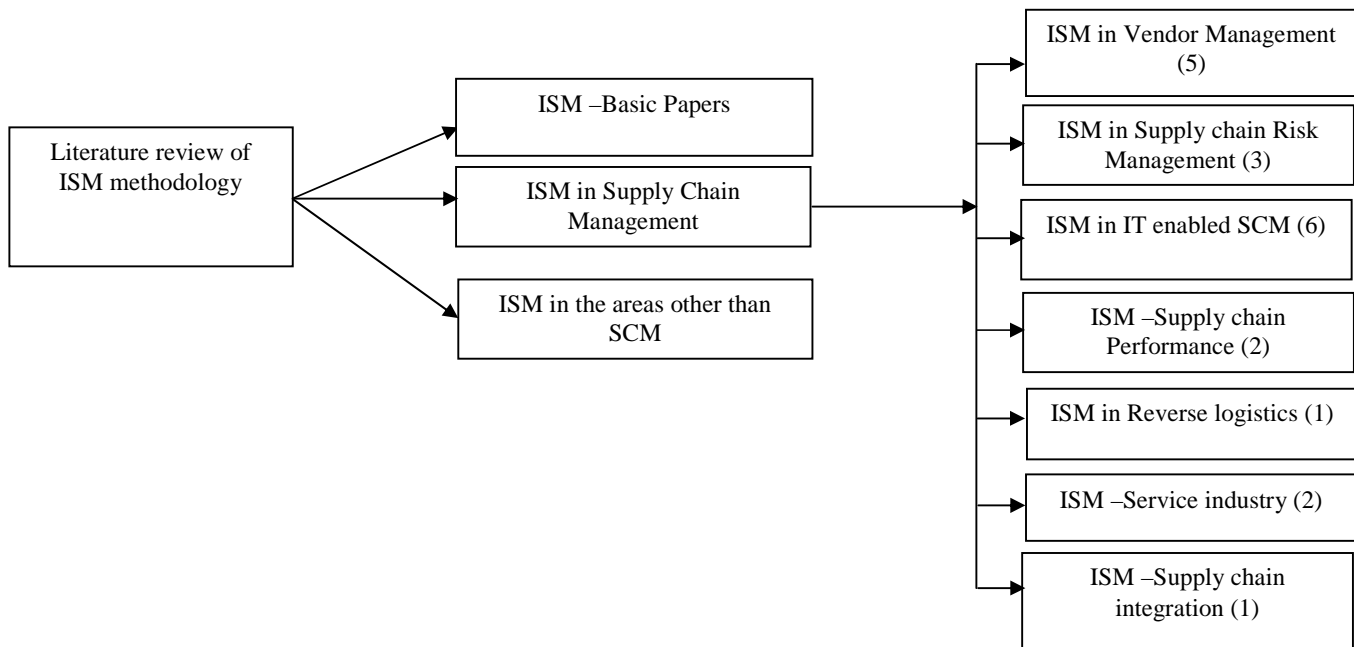 Literature review of
ISM methodology
ISM –Basic Papers
ISM in Supply Chain
Management
ISM in the areas other than
SCM
ISM in Vendor Management
(5)
ISM in Supply chain Risk
Management (3)
ISM in IT enabled SCM (6)
ISM –Supply chain
Performance (2)
ISM in Reverse logistics (1)
ISM –Service industry (2)
ISM –Supply chain
integration (1)